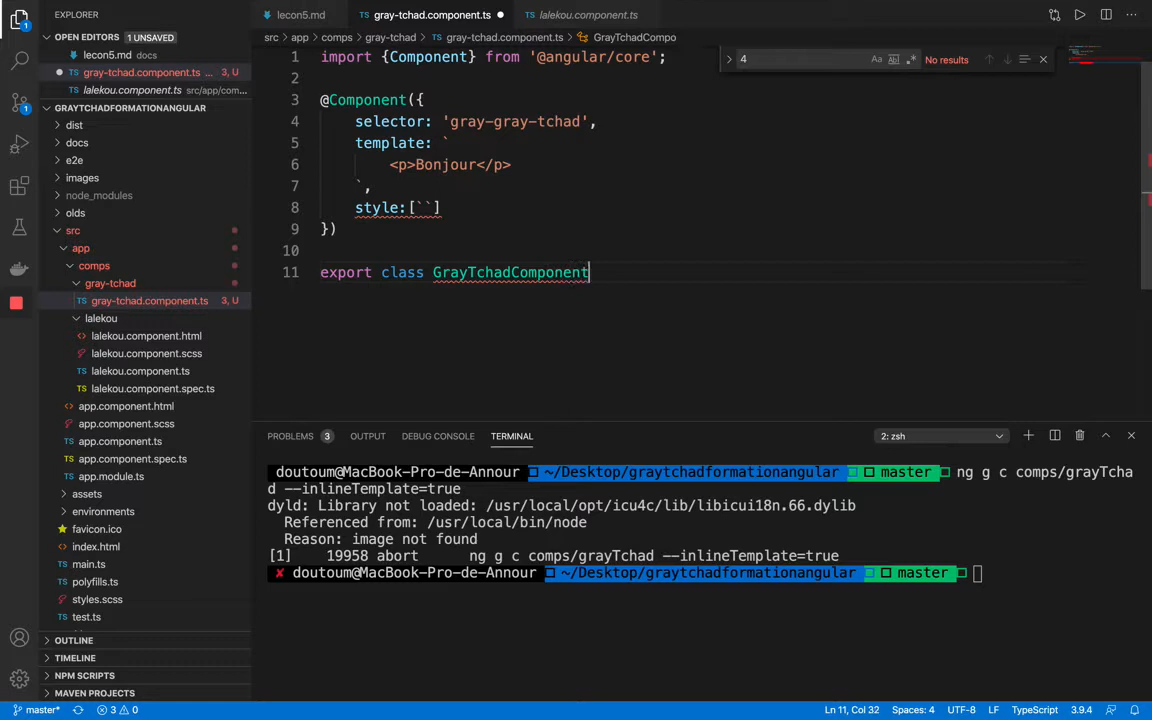 EXPLORER
OPEN EDITORS 1 UNSAVED
lecon5.md docs
gray-tchad.component.ts ... 3, U
lalekou.component.ts src/app/com...
GRAYTCHADFORMATIONANGULAR
dist
docs
e2e
images
node_modules
olds
src
app
comps
gray-tchad
gray-tchad.component.ts 3, U
lalekou
lalekou.component.html
lalekou.component.scss
lalekou.component.ts
lalekou.component.spec.ts
app.component.html
app.component.scss
app.component.ts
app.component.spec.ts
app.module.ts
assets
environments
favicon.ico
index.html
main.ts
polyfills.ts
styles.scss
test.ts
OUTLINE
TIMELINE
NPM SCRIPTS
MAVEN PROJECTS
lecon5.md gray-tchad.component.ts lalekou.component.ts
src > app > comps > gray-tchad > gray-tchad.component.ts > GrayTchadCompo
4 Aa Ab| .* No results
1 import {Component} from '@angular/core';
2
3 @Component({
4 selector: 'gray-gray-tchad',
5 template: `
6 <p>Bonjour</p>
7 `,
8 style:[``]
9 })
10
11 export class GrayTchadComponent
PROBLEMS 3 OUTPUT DEBUG CONSOLE TERMINAL 2: zsh
doutoum@MacBook-Pro-de-Annour ~/Desktop/graytchadformationangular master ng g c comps/grayTcha
d --inlineTemplate=true
dyld: Library not loaded: /usr/local/opt/icu4c/lib/libicui18n.66.dylib
Referenced from: /usr/local/bin/node
Reason: image not found
[1] 19958 abort ng g c comps/grayTchad --inlineTemplate=true
✘ doutoum@MacBook-Pro-de-Annour ~/Desktop/graytchadformationangular master
master* 3 0 Ln 11, Col 32 Spaces: 4 UTF-8 LF TypeScript 3.9.4